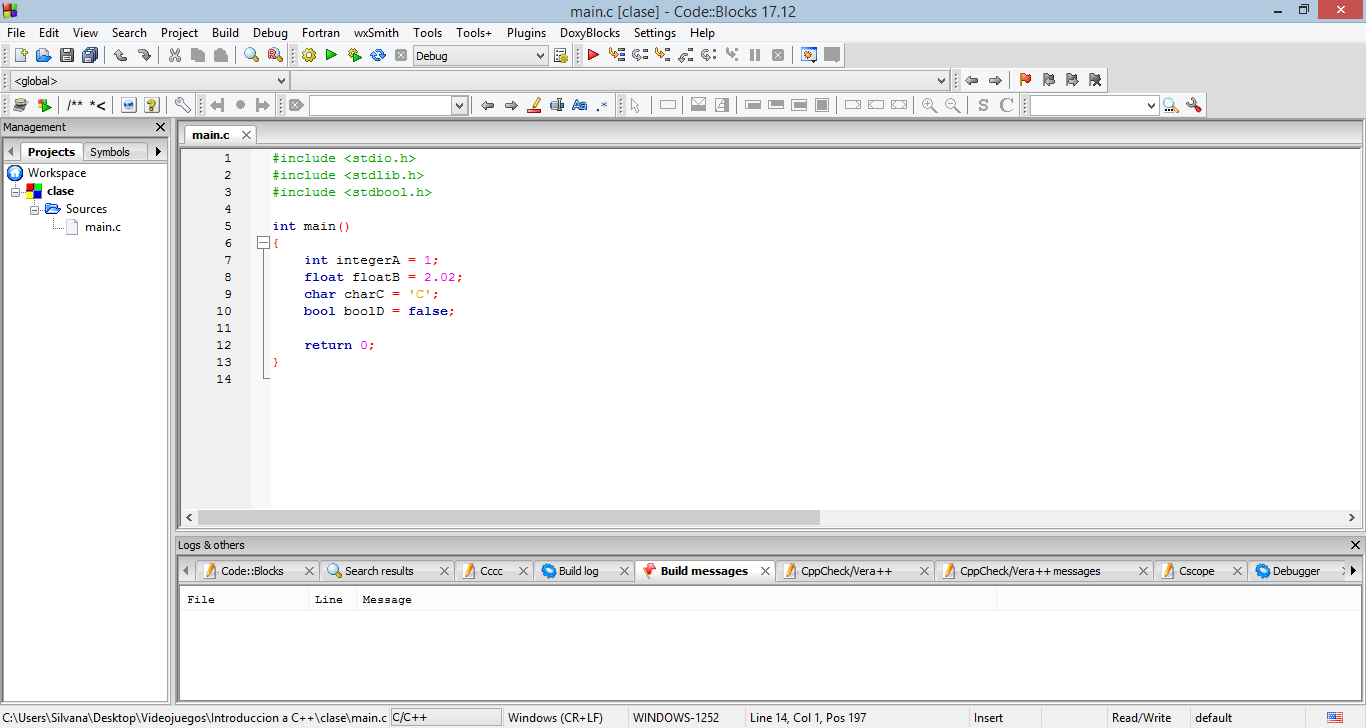 main.c [clase] - Code::Blocks 17.12
File Edit View Search Project Build Debug Fortran wxSmith Tools Tools+ Plugins DoxyBlocks Settings Help
Debug
<global>
/** *<
Aa .*
S C
Management
Projects Symbols
Workspace
clase
Sources
main.c
main.c
1 #include <stdio.h>
2 #include <stdlib.h>
3 #include <stdbool.h>
4
5 int main()
6 {
7 int integerA = 1;
8 float floatB = 2.02;
9 char charC = 'C';
10 bool boolD = false;
11
12 return 0;
13 }
14
Logs & others
Code::Blocks Search results Cccc Build log Build messages CppCheck/Vera++ CppCheck/Vera++ messages Cscope Debugger
File Line Message
C:\Users\Silvana\Desktop\Videojuegos\Introduccion a C++\clase\main.c C/C++ Windows (CR+LF) WINDOWS-1252 Line 14, Col 1, Pos 197 Insert Read/Write default